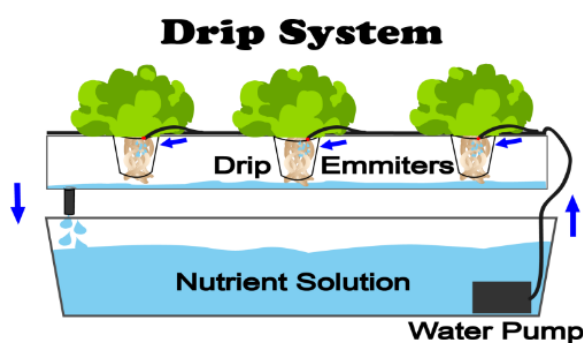 Drip System
Drip Emmiters
Nutrient Solution
Water Pump